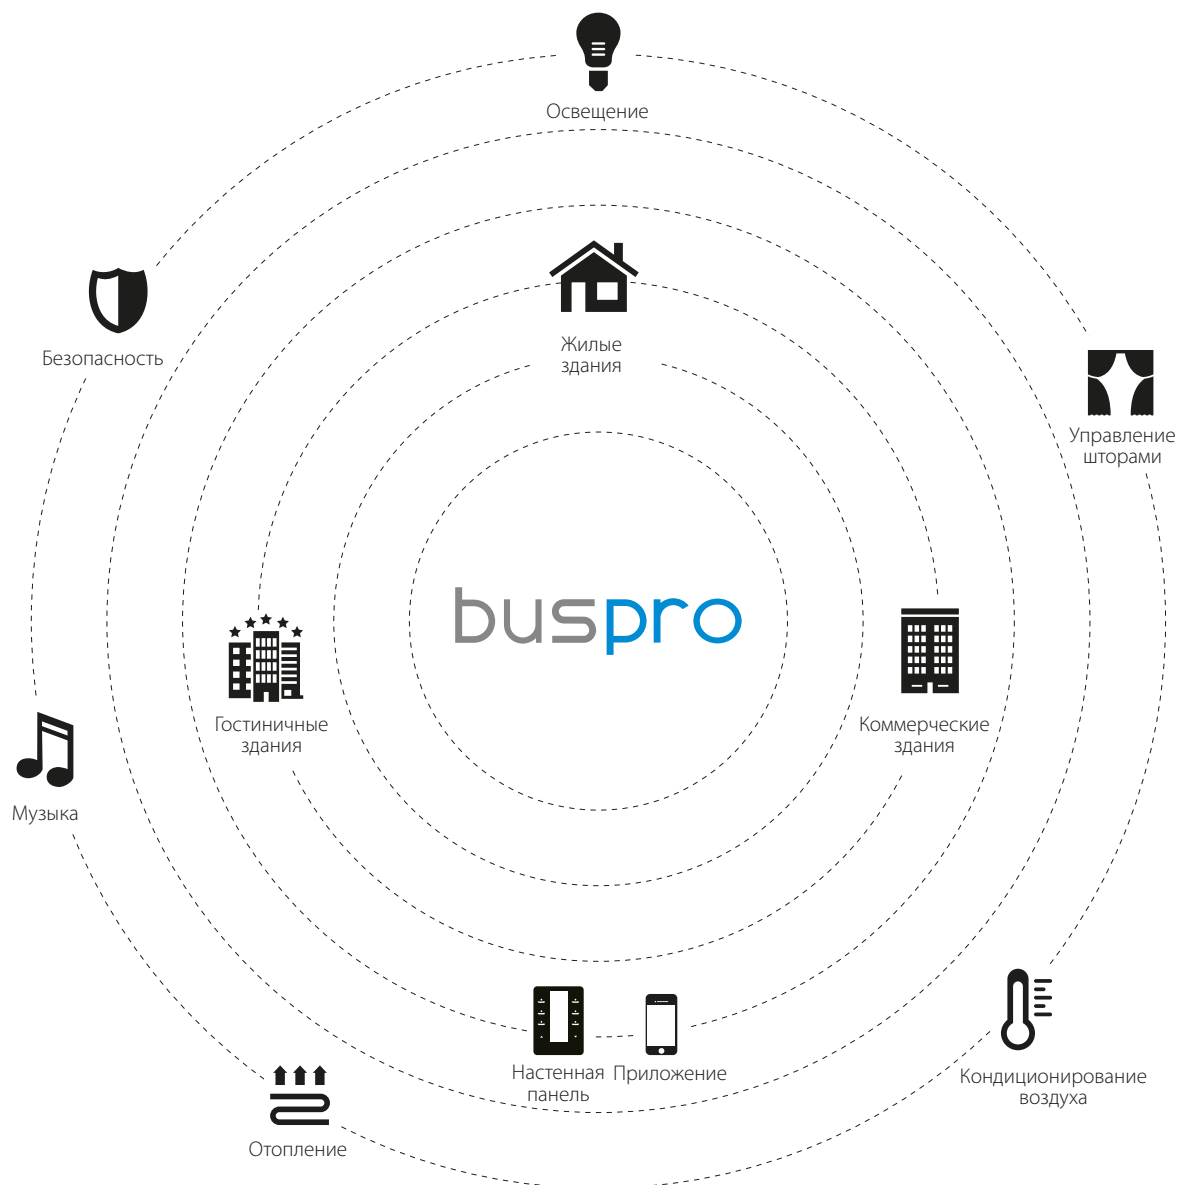 Освещение
Безопасность
Жилые
здания
Управление
шторами
buspro
Гостиничные
здания
Коммерческие
здания
Музыка
Настенная
панель
Приложение
Кондиционирование
воздуха
Отопление